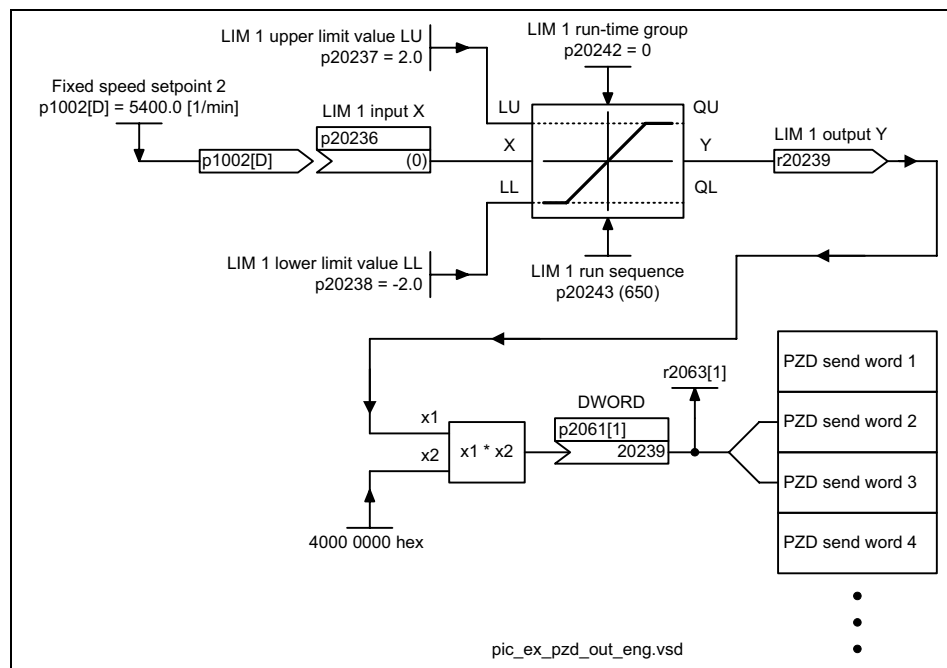 LIM 1 upper limit value LU
p20237 = 2.0
LIM 1 run-time group
p20242 = 0
Fixed speed setpoint 2
p1002[D] = 5400.0 [1/min]
LIM 1 input X
p20236
(0)
p1002[D]
LU
X
LL
QU
Y
QL
LIM 1 output Y
r20239
LIM 1 lower limit value LL
p20238 = -2.0
LIM 1 run sequence
p20243 (650)
x1
x2
x1 * x2
4000 0000 hex
DWORD
p2061[1]
20239
r2063[1]
PZD send word 1
PZD send word 2
PZD send word 3
PZD send word 4
pic_ex_pzd_out_eng.vsd